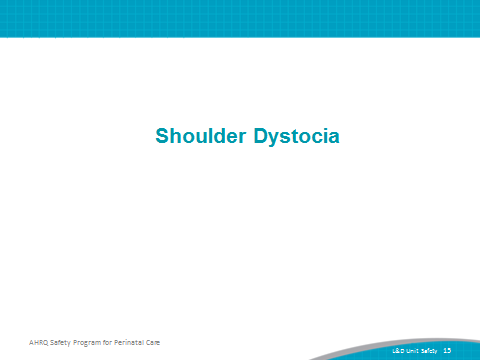 Shoulder Dystocia
AHRQ Safety Program for Perinatal Care
L&D Unit Safety 15